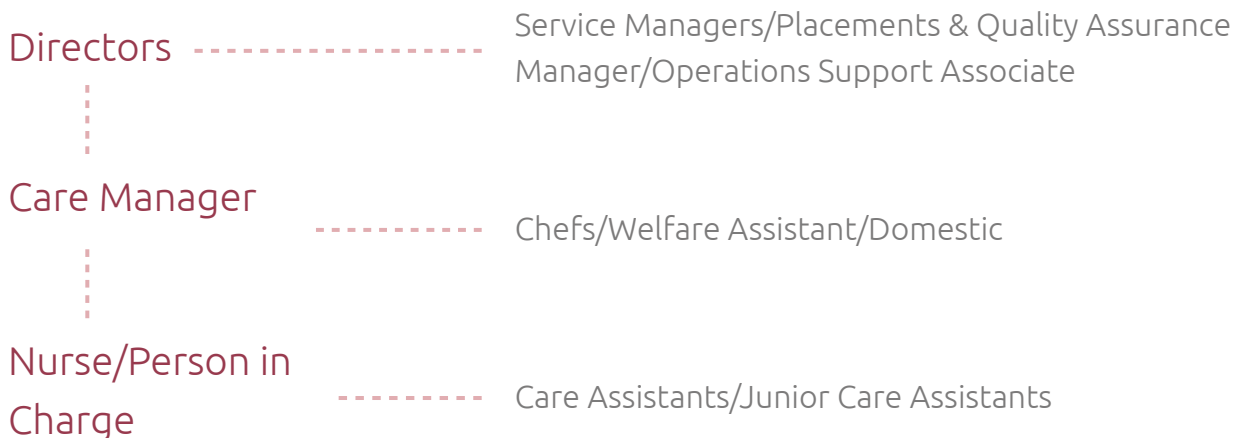 Directors
Service Managers/Placements & Quality Assurance
Manager/Operations Support Associate
Care Manager
Chefs/Welfare Assistant/Domestic
Nurse/Person in
Charge
Care Assistants/Junior Care Assistants